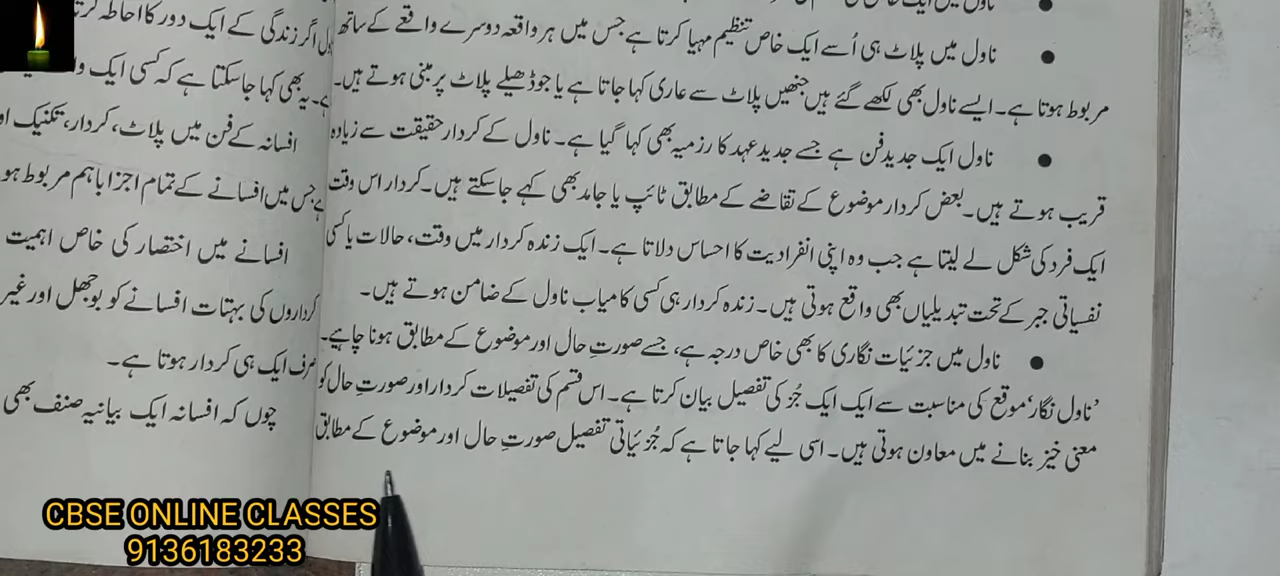 ناول میں پلاٹ ہی اُسے ایک خاص تنظیم مہیا کرتا ہے جس میں ہر واقعہ دوسرے واقعے کے ساتھ
مربوط ہوتا ہے۔ ایسے ناول بھی لکھے گئے ہیں جنھیں پلاٹ سے عاری کہا جاتا ہے یا جو ڈھیلے پلاٹ پر مبنی ہوتے ہیں۔
ناول ایک جدید فن ہے جسے جدید عہد کا رزمیہ بھی کہا گیا ہے۔ ناول کے کردار حقیقت سے زیادہ
قریب ہوتے ہیں۔ بعض کردار موضوع کے تقاضے کے مطابق ٹائپ یا جامد بھی کہے جاسکتے ہیں۔ کردار اس وقت
ایک فرد کی شکل لے لیتا ہے جب وہ اپنی انفرادیت کا احساس دلاتا ہے۔ ایک زندہ کردار میں وقت، حالات یا کسی
نفسیاتی جبر کے تحت تبدیلیاں بھی واقع ہوتی ہیں۔ زندہ کردار ہی کسی کامیاب ناول کے ضامن ہوتے ہیں۔
ناول میں جزئیات نگاری کا بھی خاص درجہ ہے، جسے صورتِ حال اور موضوع کے مطابق ہونا چاہیے۔
'ناول نگار' موقع کی مناسبت سے ایک ایک جُز کی تفصیل بیان کرتا ہے۔ اس قسم کی تفصیلات کردار اور صورتِ حال کو
معنی خیز بنانے میں معاون ہوتی ہیں۔ اسی لیے کہا جاتا ہے کہ جُزئیاتی تفصیل صورتِ حال اور موضوع کے مطابق
اگر زندگی کے ایک دور کا احاطہ کرتا
ہے۔ یہ بھی کہا جاسکتا ہے کہ کسی ایک
افسانہ کے فن میں پلاٹ، کردار، تکنیک
ہے جس میں افسانے کے تمام اجزا باہم مربوط
افسانے میں اختصار کی خاص اہمیت
کرداروں کی بہتات افسانے کو بوجھل اور غیر
صرف ایک ہی کردار ہوتا ہے۔
چوں کہ افسانہ ایک بیانیہ صنف بھی
CBSE ONLINE CLASSES
9136183233